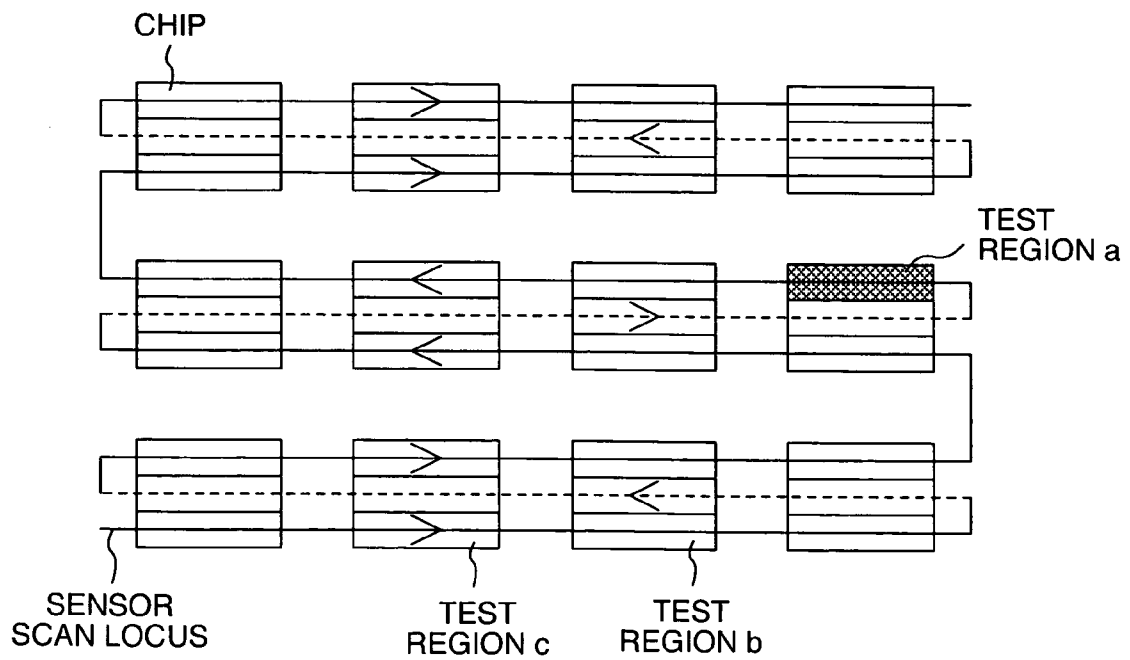 CHIP
TEST
REGION a
SENSOR
SCAN LOCUS
TEST
REGION c
TEST
REGION b